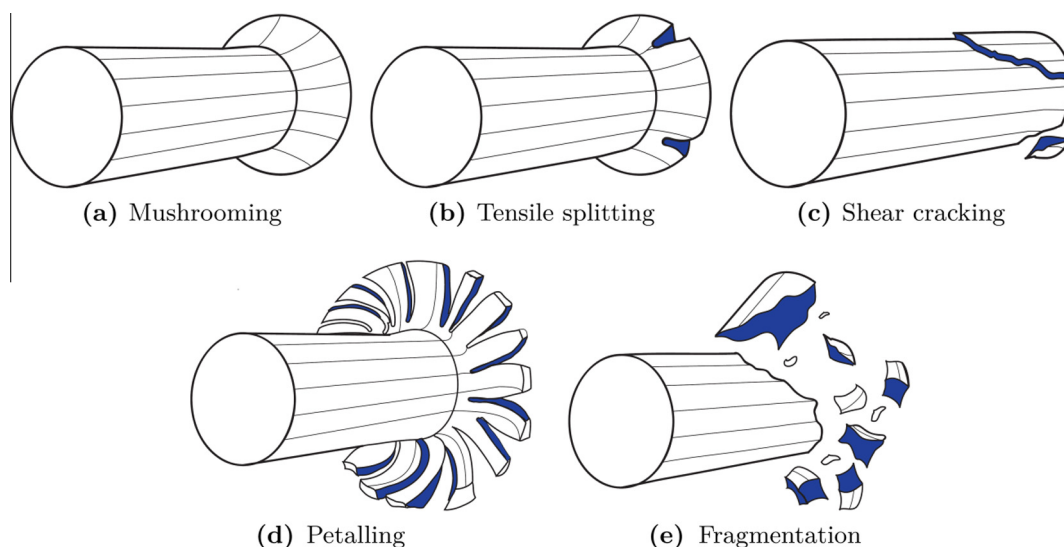 (a) Mushrooming
(b) Tensile splitting
(c) Shear cracking
(d) Petalling
(e) Fragmentation